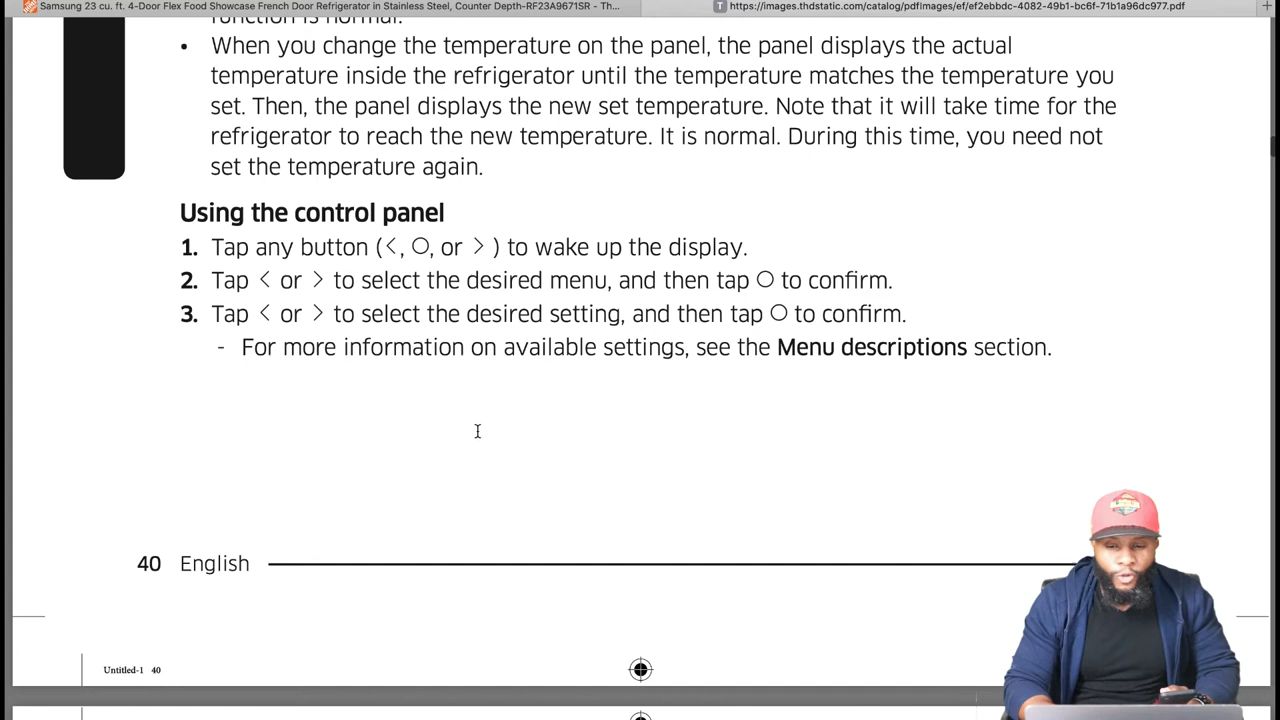 Samsung 23 cu. ft. 4-Door Flex Food Showcase French Door Refrigerator in Stainless Steel, Counter Depth-RF23A9671SR - Th...
T https://images.thdstatic.com/catalog/pdfImages/ef/ef2ebbdc-4082-49b1-bc6f-71b1a96dc977.pdf
function is normal.
• When you change the temperature on the panel, the panel displays the actual
temperature inside the refrigerator until the temperature matches the temperature you
set. Then, the panel displays the new set temperature. Note that it will take time for the
refrigerator to reach the new temperature. It is normal. During this time, you need not
set the temperature again.
Using the control panel
1. Tap any button (<, ○, or > ) to wake up the display.
2. Tap < or > to select the desired menu, and then tap ○ to confirm.
3. Tap < or > to select the desired setting, and then tap ○ to confirm.
- For more information on available settings, see the Menu descriptions section.
40 English
Untitled-1 40